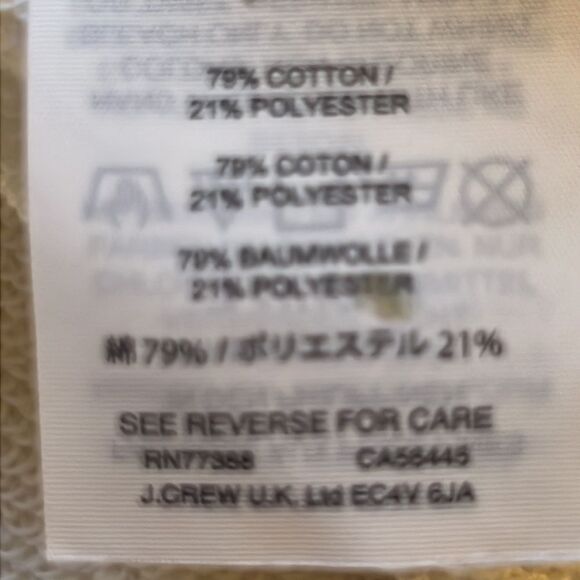 79% COTTON /
21% POLYESTER
79% COTON /
21% POLYESTER
79% BAUMWOLLE /
21% POLYESTER
綿 79% / ポリエステル 21%
SEE REVERSE FOR CARE
RN77388 CA56445
J.CREW U.K. Ltd EC4V 6JA